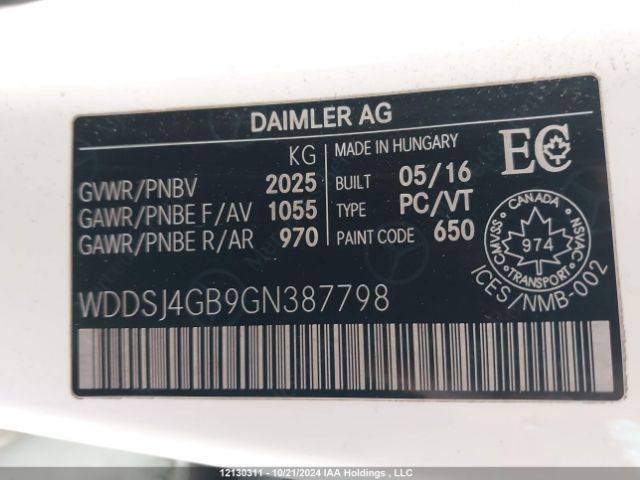 DAIMLER AG
KG
MADE IN HUNGARY
EC
GVWR/PNBV 2025
BUILT 05/16
GAWR/PNBE F/AV 1055
TYPE PC/VT
GAWR/PNBE R/AR 970
PAINT CODE 650
CANADA
CMVSS 974 NSVAC
TRANSPORT
ICES/NMB-002
WDDSJ4GB9GN387798
12130311 - 10/21/2024 IAA Holdings , LLC